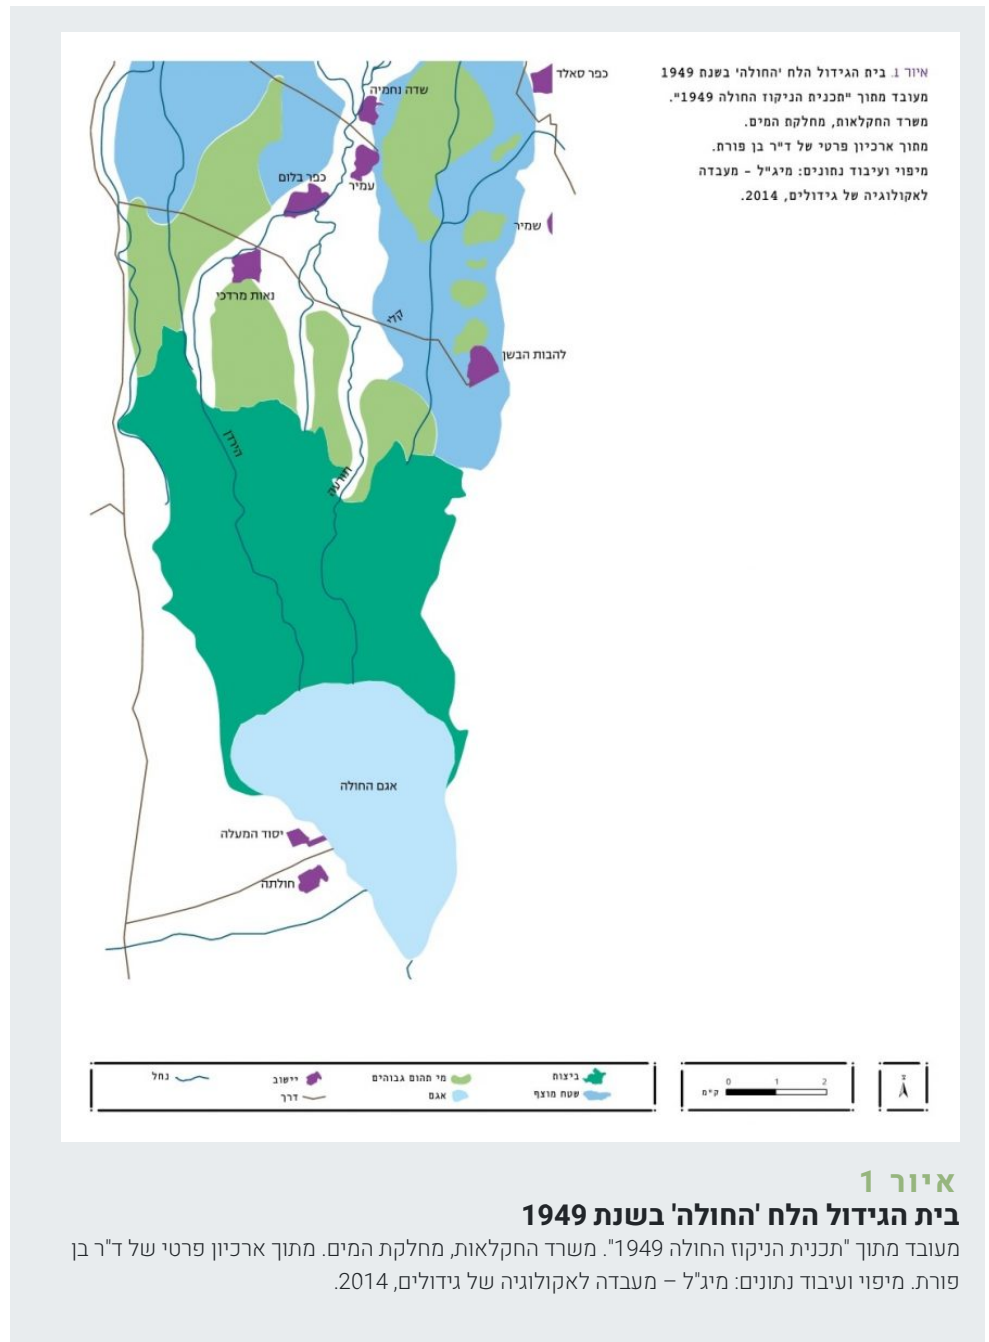 איור 1. בית הגידול הלח 'החולה' בשנת 1949
מעובד מתוך "תכנית הניקוז החולה 1949".
משרד החקלאות, מחלקת המים.
מתוך ארכיון פרטי של ד"ר בן פורת.
מיפוי ועיבוד נתונים: מיג"ל - מעבדה
לאקולוגיה של גידולים, 2014.
כפר סאלד
שדה נחמיה
עמיר
כפר בלום
שמיר
נאות מרדכי
קלי
להבות הבשן
הירדן
תורעה
אגם החולה
יסוד המעלה
חולתה
ביצות
שטח מוצף
מי תהום גבוהים
אגם
יישוב
דרך
נחל
0 1 2
ק"מ
איור 1
בית הגידול הלח 'החולה' בשנת 1949
מעובד מתוך "תכנית הניקוז החולה 1949". משרד החקלאות, מחלקת המים. מתוך ארכיון פרטי של ד"ר בן
פורת. מיפוי ועיבוד נתונים: מיג"ל – מעבדה לאקולוגיה של גידולים, 2014.